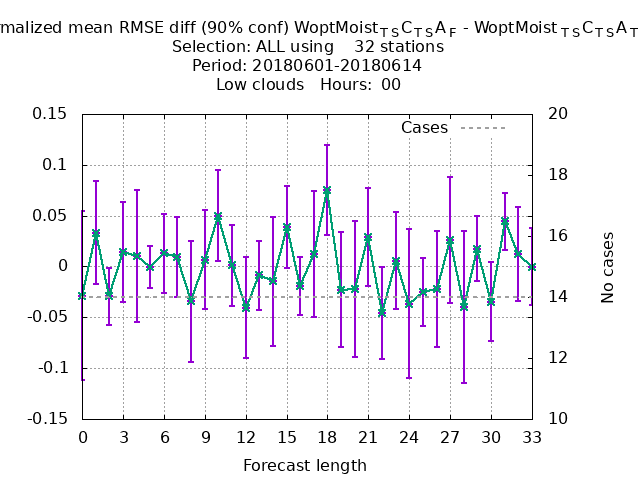 rmalized mean RMSE diff (90% conf) WoptMoist_TSC_TSA_F - WoptMoist_TSC_TSA_T
Selection: ALL using 32 stations
Period: 20180601-20180614
Low clouds Hours: 00
Cases
0.15
0.1
0.05
0
-0.05
-0.1
-0.15
20
18
16
14
12
10
No cases
0 3 6 9 12 15 18 21 24 27 30 33
Forecast length